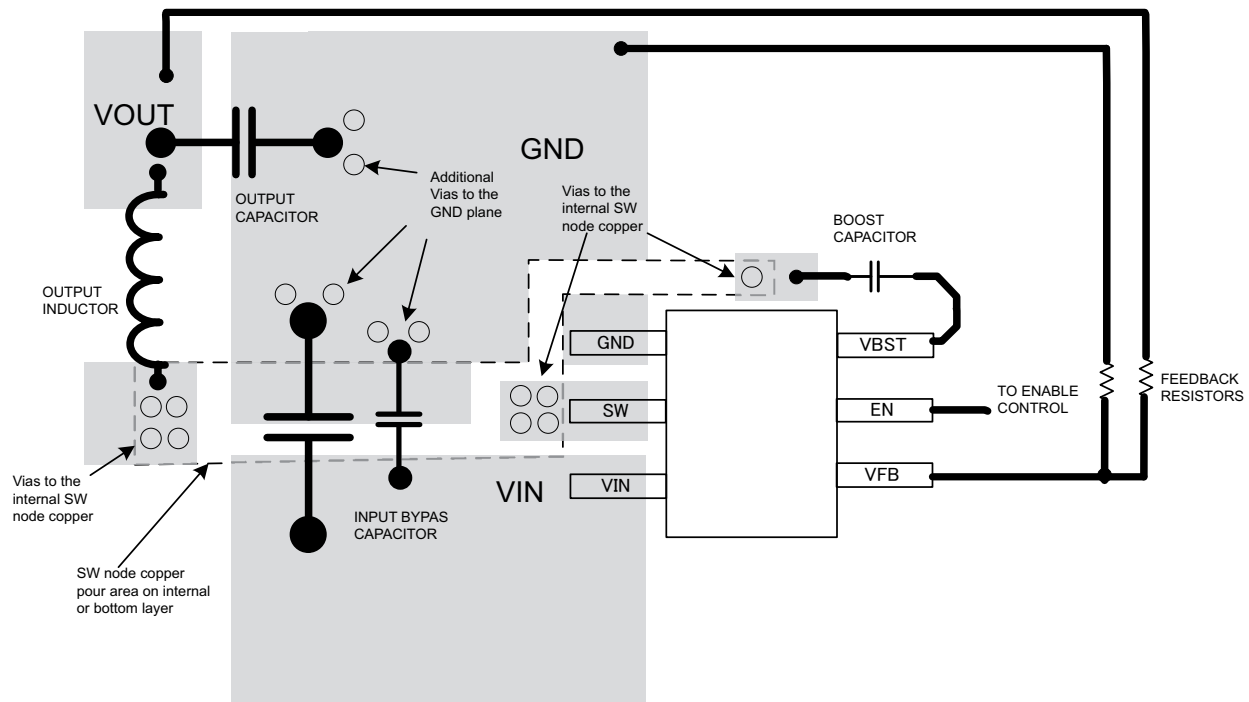 VOUT
GND
OUTPUT
CAPACITOR
Additional
Vias to the
GND plane
Vias to the
internal SW
node copper
BOOST
CAPACITOR
OUTPUT
INDUCTOR
GND
VBST
SW
EN
TO ENABLE
CONTROL
FEEDBACK
RESISTORS
VIN
VIN
VFB
Vias to the
internal SW
node copper
INPUT BYPAS
CAPACITOR
SW node copper
pour area on internal
or bottom layer